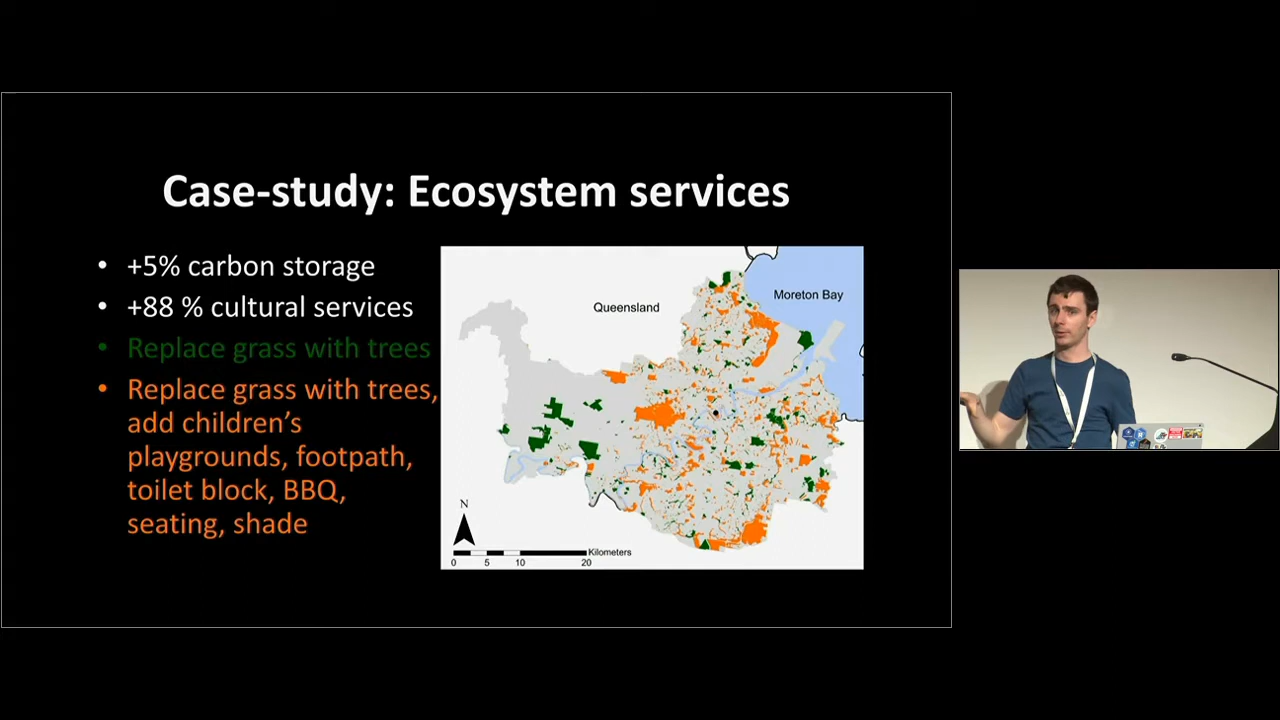 Case-study: Ecosystem services
• +5% carbon storage
• +88 % cultural services
• Replace grass with trees
• Replace grass with trees,
add children’s
playgrounds, footpath,
toilet block, BBQ,
seating, shade
Queensland
Moreton Bay
N
Kilometers
0 5 10 20